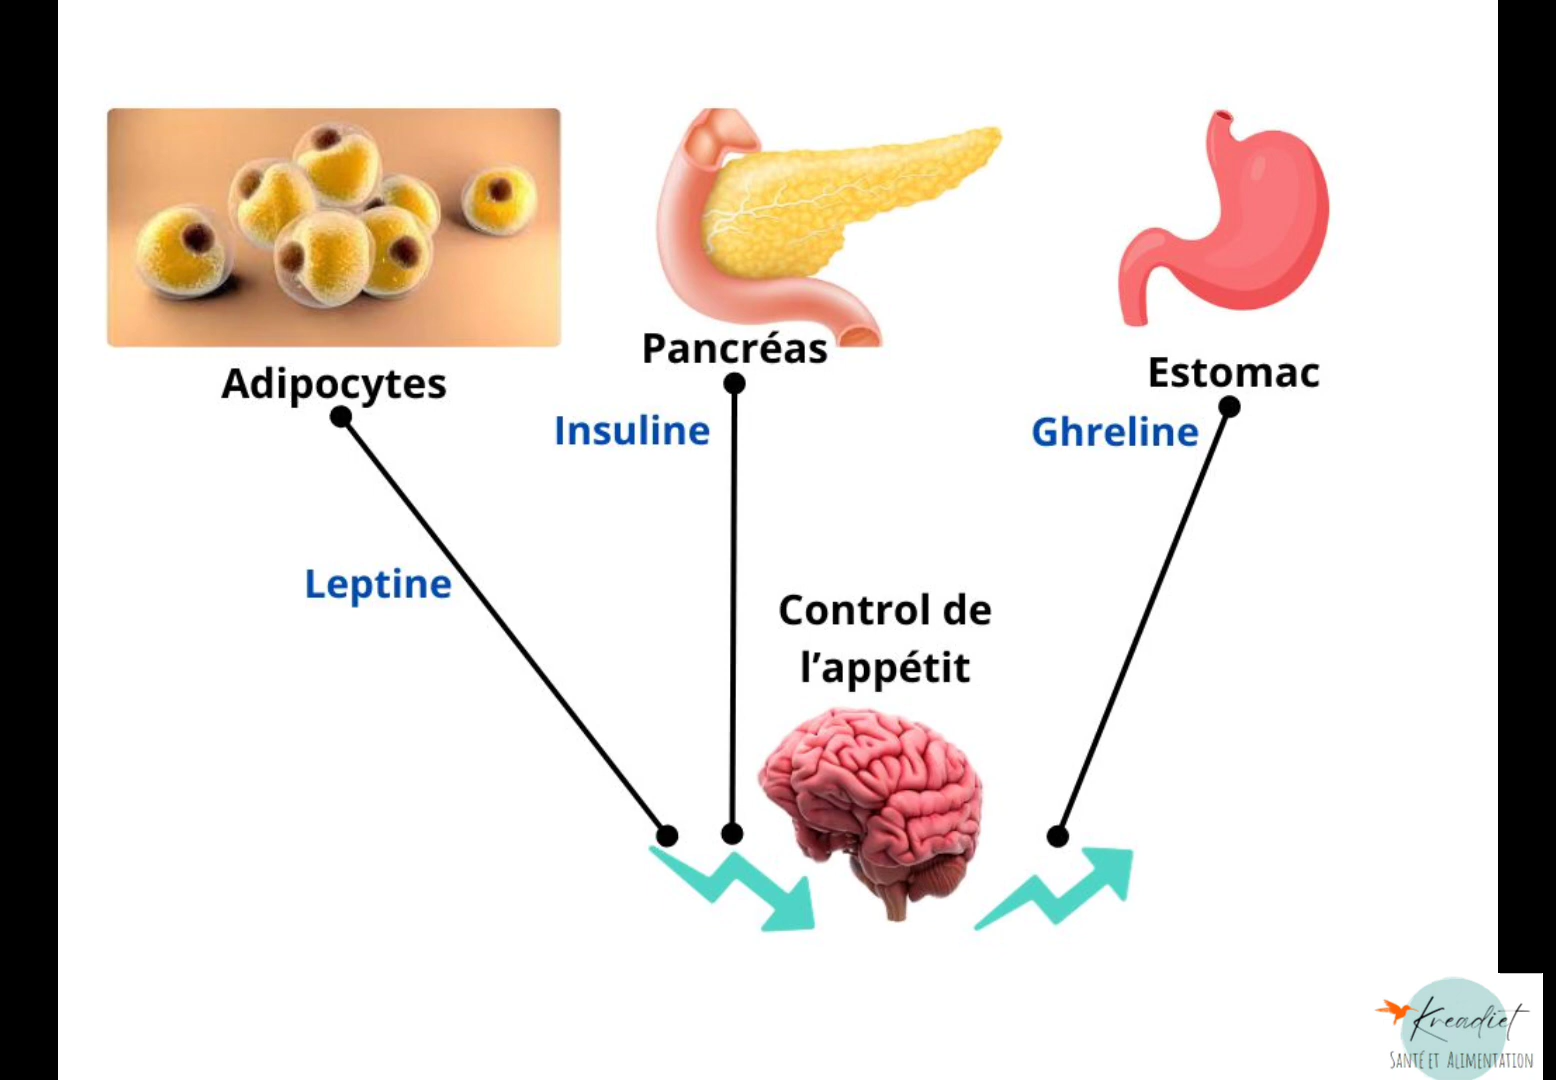 Adipocytes
Pancréas
Estomac
Insuline
Ghreline
Leptine
Control de
l’appétit
Kreadiet
SANTÉ ET ALIMENTATION